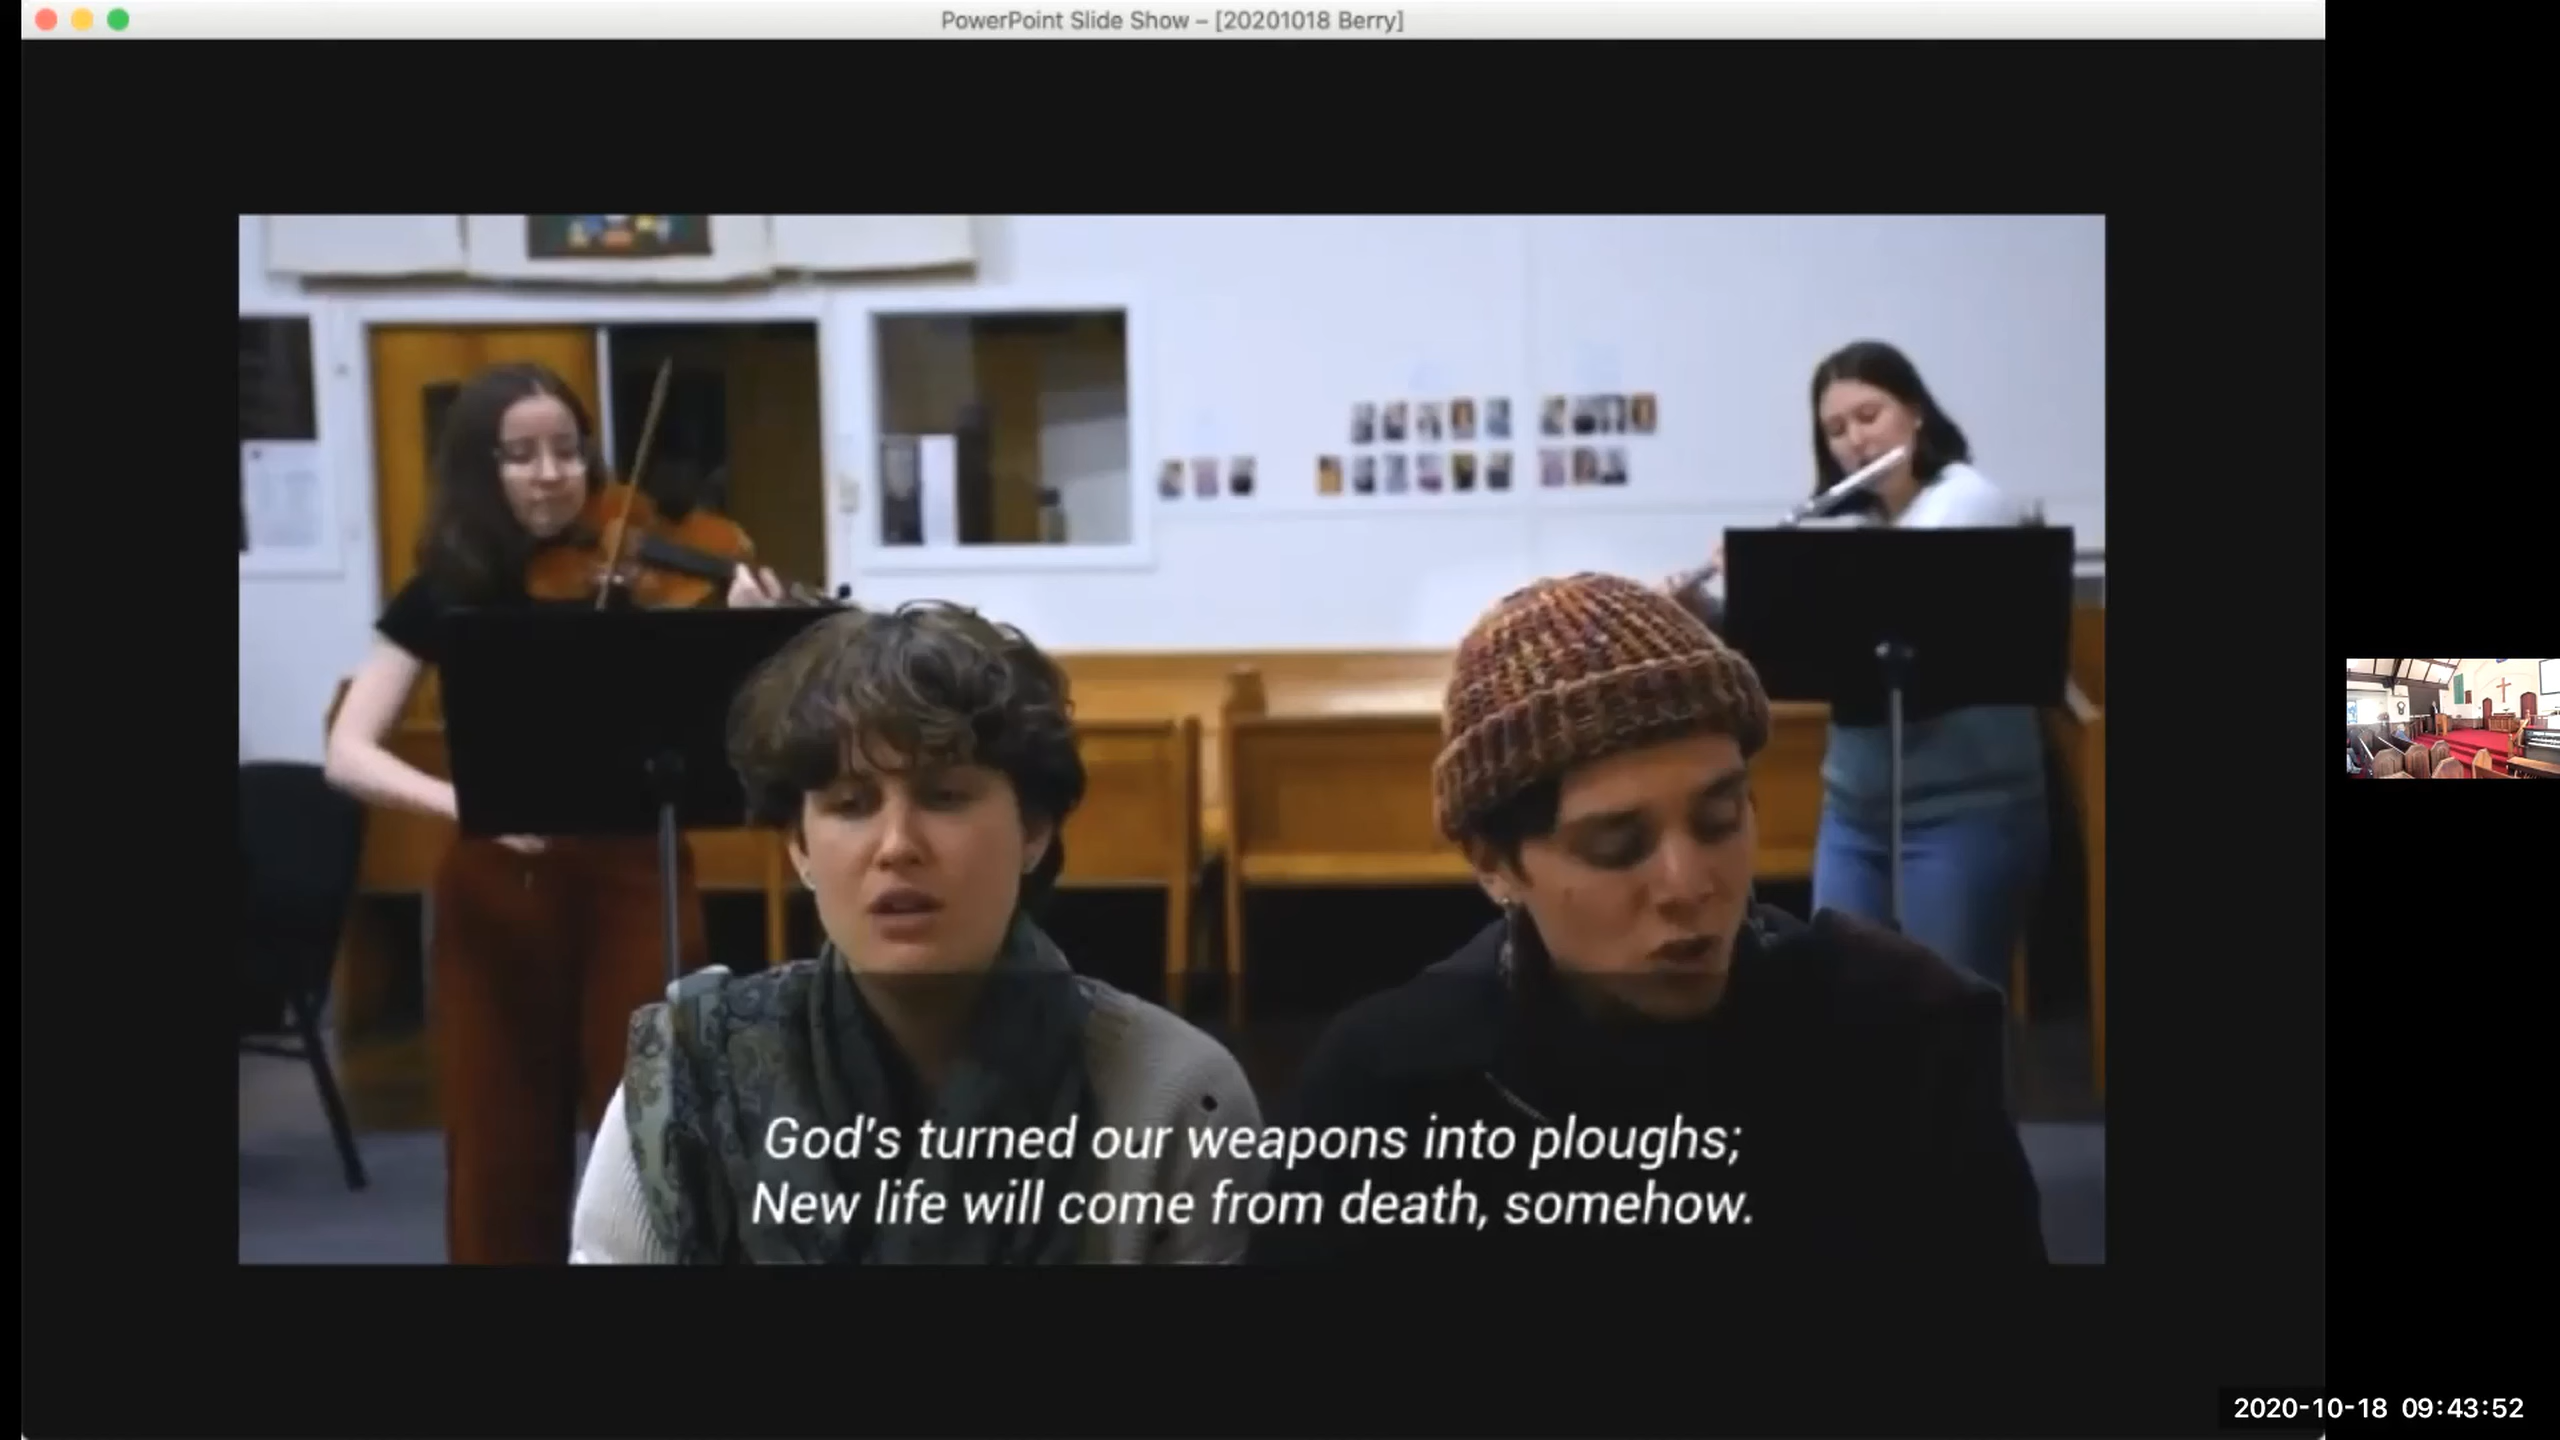 PowerPoint Slide Show – [20201018 Berry]
God's turned our weapons into ploughs;
New life will come from death, somehow.
2020-10-18 09:43:52